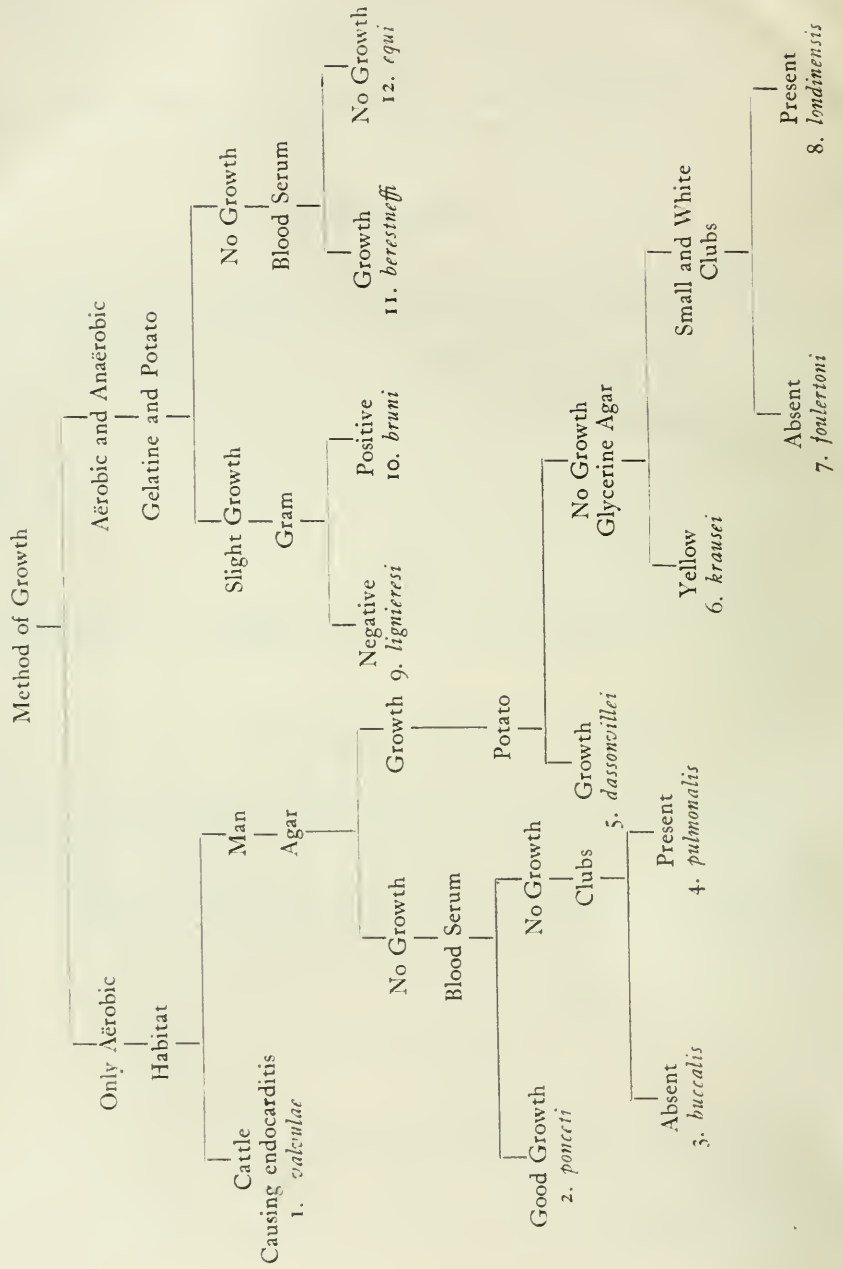 Method of Growth
Only Aërobic
Habitat
Cattle
Causing endocarditis
1. valvulae
Man
Agar
No Growth
Blood Serum
Good Growth
2. ponceti
No Growth
Clubs
Absent
3. buccalis
Present
4. pulmonalis
Growth
Potato
Growth
5. dassonvillei
No Growth
Glycerine Agar
Yellow
6. krausei
Small and White
Clubs
Absent
7. foulertoni
Present
8. londinensis
Aërobic and Anaërobic
Gelatine and Potato
Slight Growth
Gram
Negative
9. lignieresi
Positive
10. bruni
No Growth
Blood Serum
Growth
11. berestneffi
No Growth
12. equi